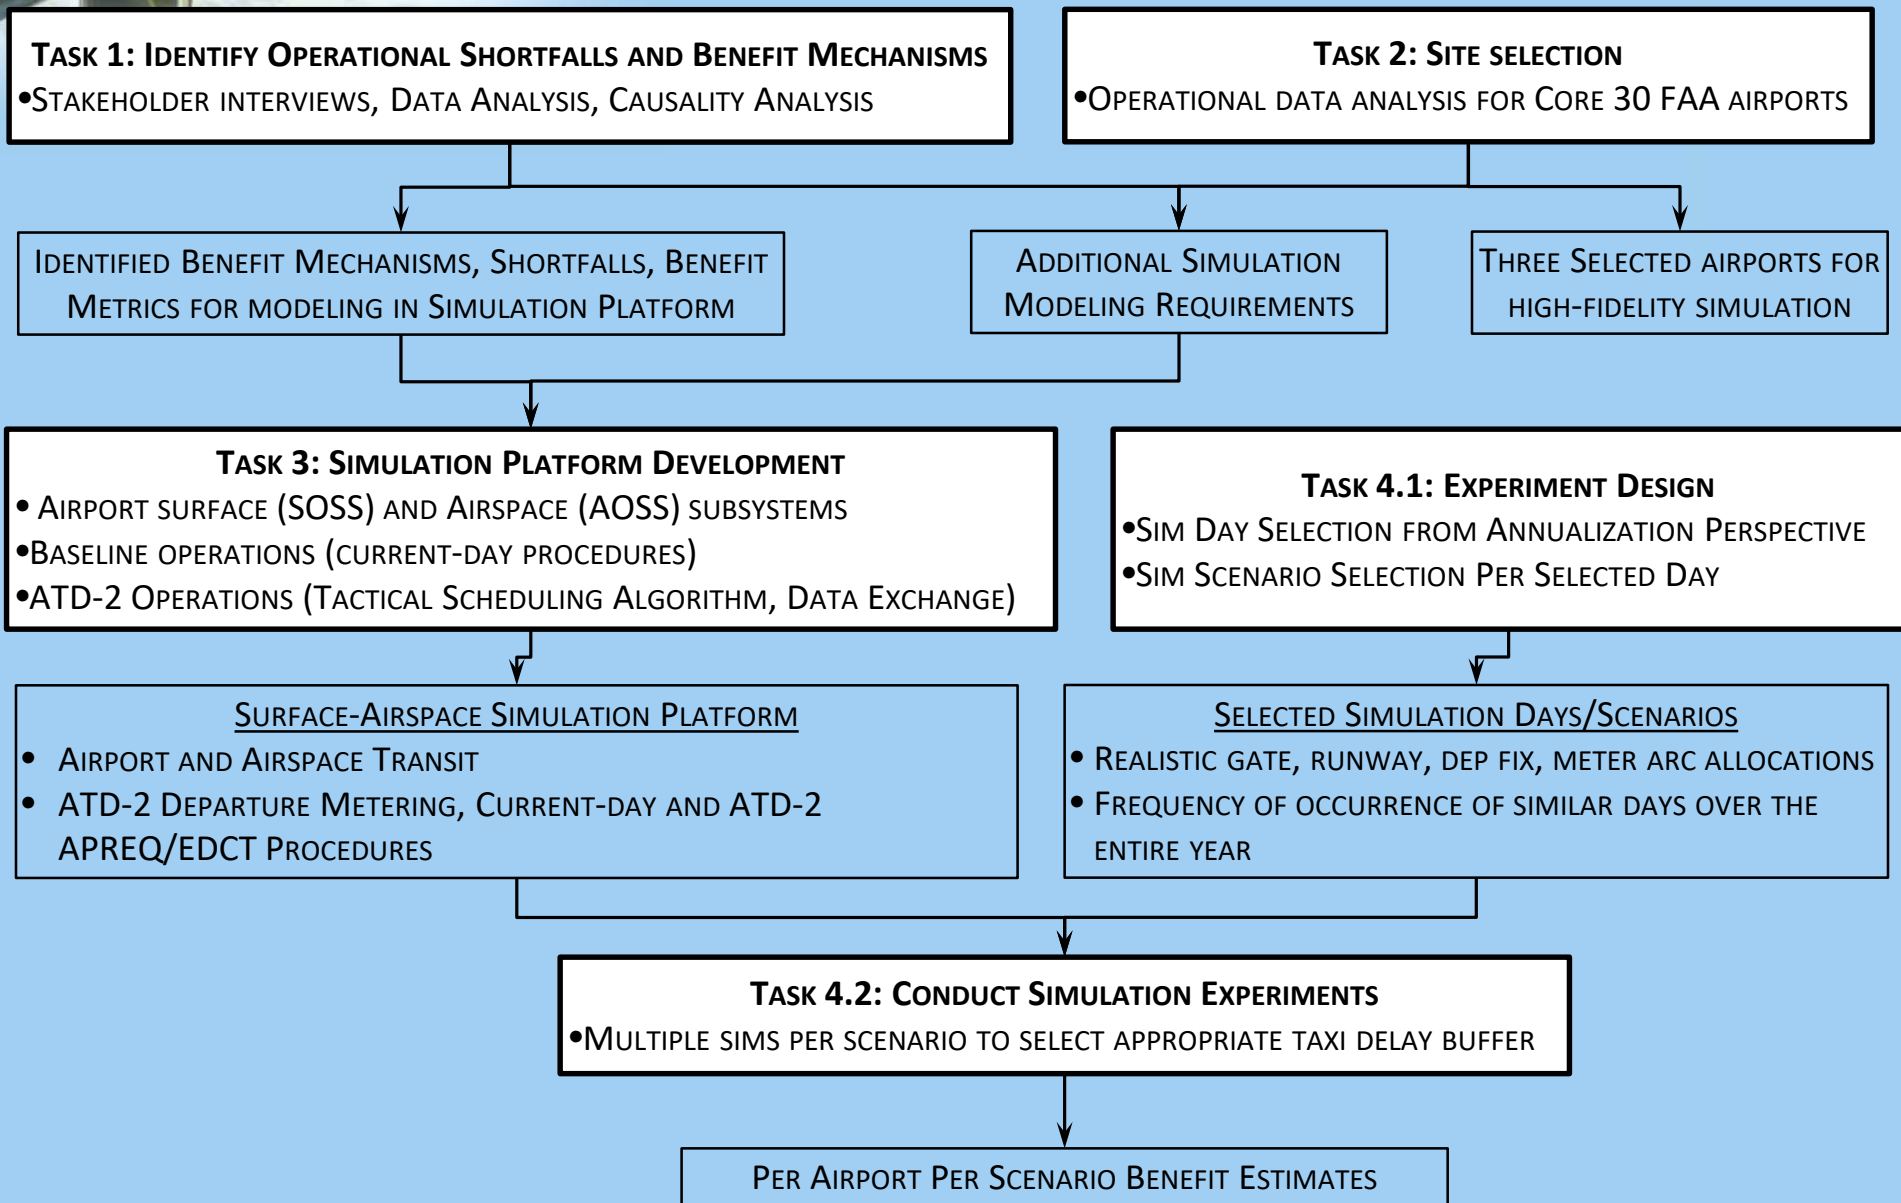 TASK 1: IDENTIFY OPERATIONAL SHORTFALLS AND BENEFIT MECHANISMS
•STAKEHOLDER INTERVIEWS, DATA ANALYSIS, CAUSALITY ANALYSIS
TASK 2: SITE SELECTION
•OPERATIONAL DATA ANALYSIS FOR CORE 30 FAA AIRPORTS
IDENTIFIED BENEFIT MECHANISMS, SHORTFALLS, BENEFIT
METRICS FOR MODELING IN SIMULATION PLATFORM
ADDITIONAL SIMULATION
MODELING REQUIREMENTS
THREE SELECTED AIRPORTS FOR
HIGH-FIDELITY SIMULATION
TASK 3: SIMULATION PLATFORM DEVELOPMENT
• AIRPORT SURFACE (SOSS) AND AIRSPACE (AOSS) SUBSYSTEMS
•BASELINE OPERATIONS (CURRENT-DAY PROCEDURES)
•ATD-2 OPERATIONS (TACTICAL SCHEDULING ALGORITHM, DATA EXCHANGE)
TASK 4.1: EXPERIMENT DESIGN
•SIM DAY SELECTION FROM ANNUALIZATION PERSPECTIVE
•SIM SCENARIO SELECTION PER SELECTED DAY
SURFACE-AIRSPACE SIMULATION PLATFORM
• AIRPORT AND AIRSPACE TRANSIT
• ATD-2 DEPARTURE METERING, CURRENT-DAY AND ATD-2
APREQ/EDCT PROCEDURES
SELECTED SIMULATION DAYS/SCENARIOS
• REALISTIC GATE, RUNWAY, DEP FIX, METER ARC ALLOCATIONS
• FREQUENCY OF OCCURRENCE OF SIMILAR DAYS OVER THE
ENTIRE YEAR
TASK 4.2: CONDUCT SIMULATION EXPERIMENTS
•MULTIPLE SIMS PER SCENARIO TO SELECT APPROPRIATE TAXI DELAY BUFFER
PER AIRPORT PER SCENARIO BENEFIT ESTIMATES